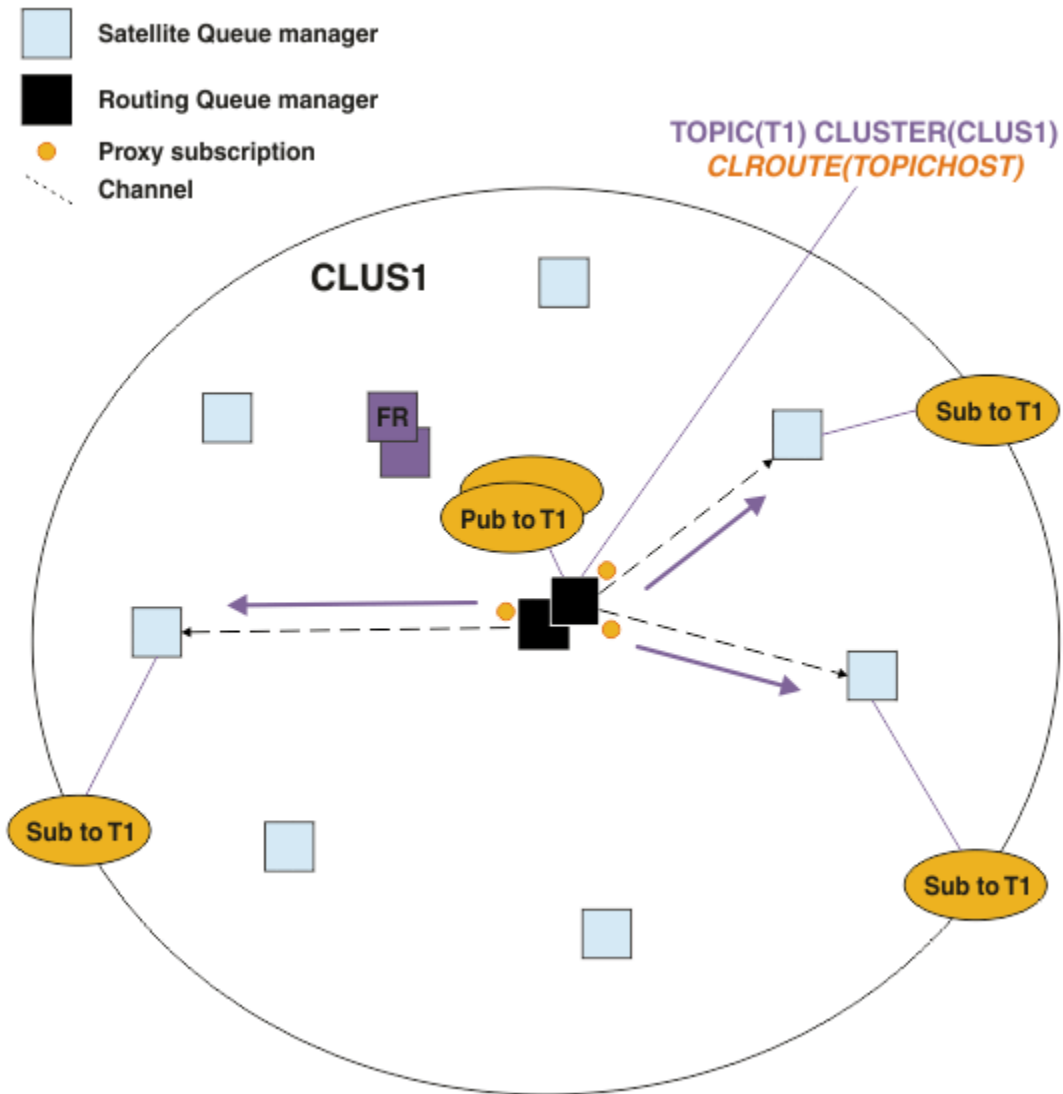 Satellite Queue manager
Routing Queue manager
Proxy subscription
Channel
TOPIC(T1) CLUSTER(CLUS1)
CLROUTE(TOPICHOST)
CLUS1
FR
Sub to T1
Pub to T1
Sub to T1
Sub to T1